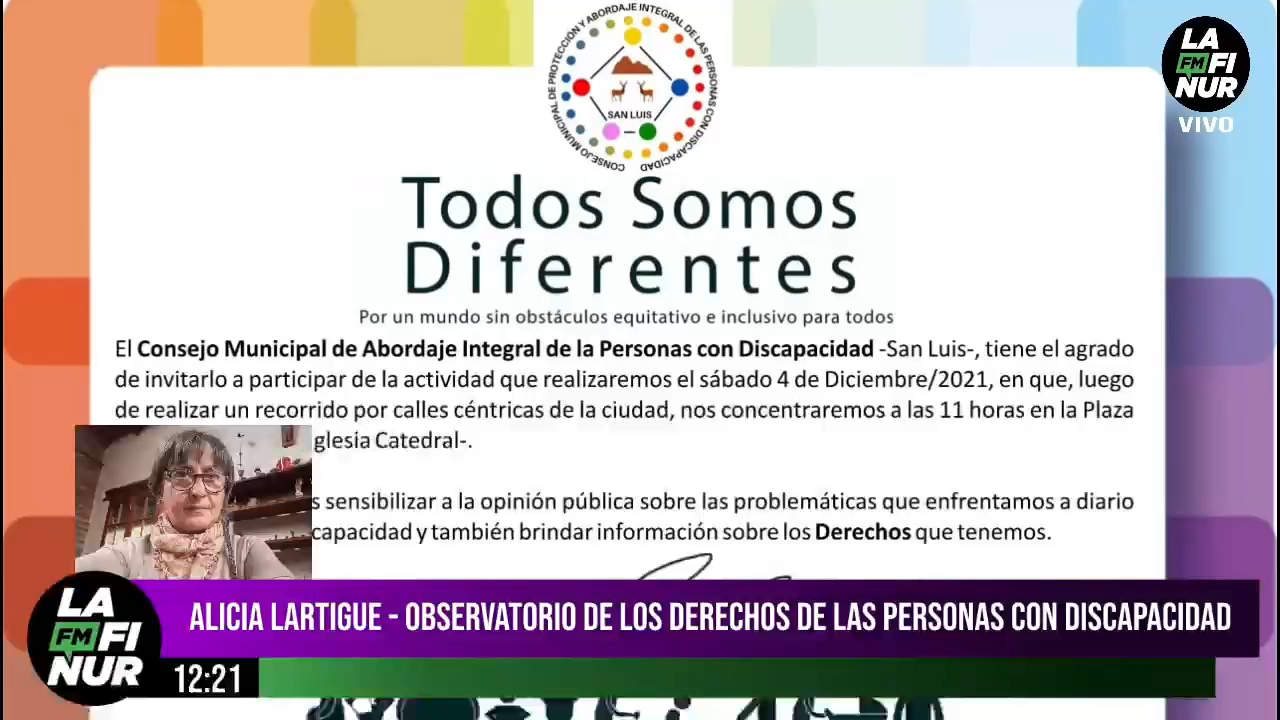 CONSEJO MUNICIPAL DE PROTECCIÓN Y ABORDAJE INTEGRAL DE LAS PERSONAS CON DISCAPACIDAD
SAN LUIS
LA
FM FI
NUR
VIVO
Todos Somos
Diferentes
Por un mundo sin obstáculos equitativo e inclusivo para todos
El Consejo Municipal de Abordaje Integral de la Personas con Discapacidad -San Luis-, tiene el agrado
de invitarlo a participar de la actividad que realizaremos el sábado 4 de Diciembre/2021, en que, luego
de realizar un recorrido por calles céntricas de la ciudad, nos concentraremos a las 11 horas en la Plaza
glesia Catedral-.
s sensibilizar a la opinión pública sobre las problemáticas que enfrentamos a diario
capacidad y también brindar información sobre los Derechos que tenemos.
ALICIA LARTIGUE - OBSERVATORIO DE LOS DERECHOS DE LAS PERSONAS CON DISCAPACIDAD
LA
FM FI
NUR
12:21